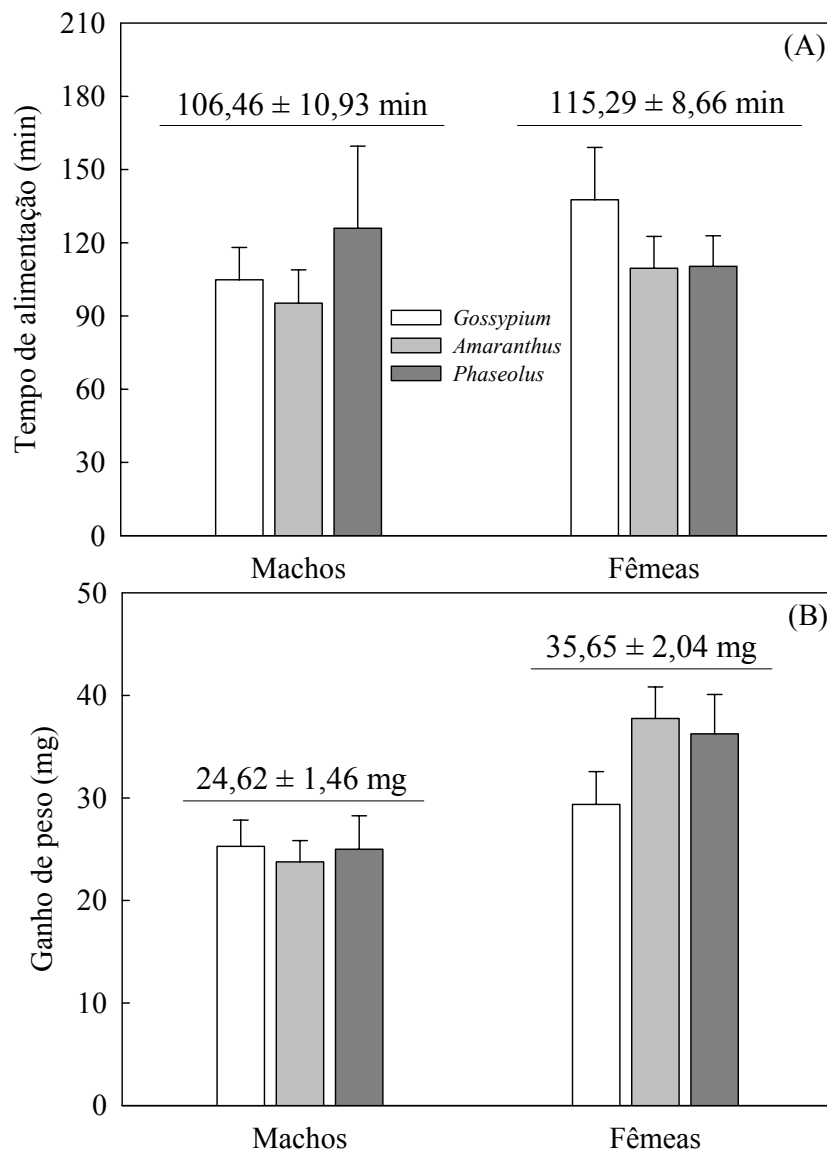 210
(A)
180
106,46 ± 10,93 min
115,29 ± 8,66 min
150
120
90
60
30
0
Tempo de alimentação (min)
Gossypium
Amaranthus
Phaseolus
Machos
Fêmeas
50
(B)
35,65 ± 2,04 mg
40
24,62 ± 1,46 mg
30
20
10
0
Ganho de peso (mg)
Machos
Fêmeas